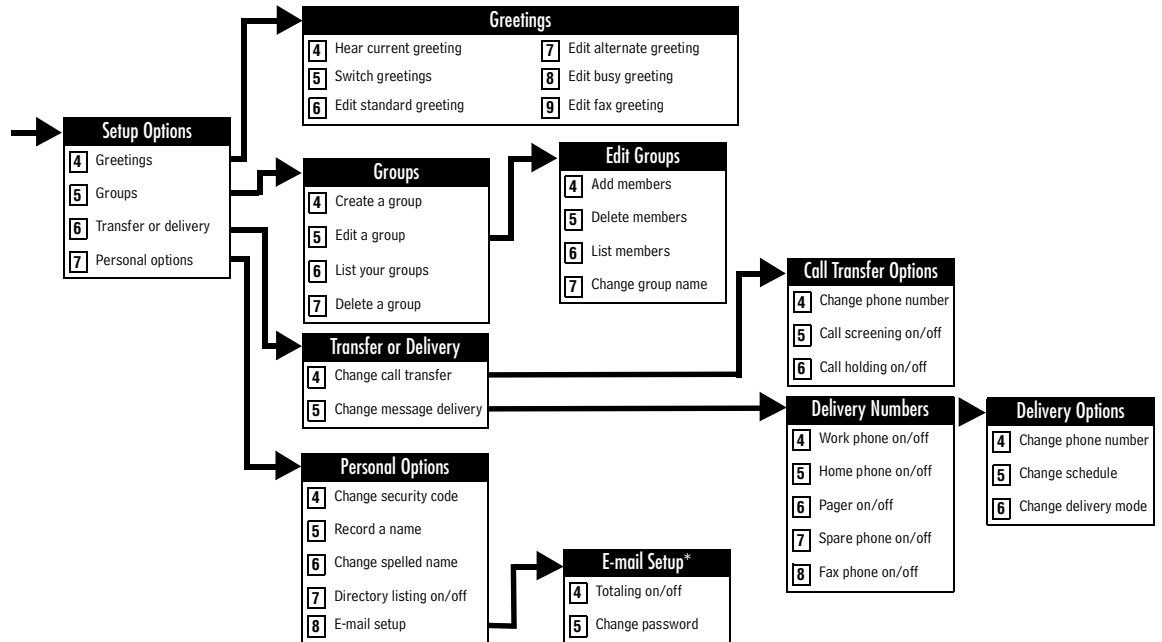 Greetings
4 Hear current greeting
5 Switch greetings
6 Edit standard greeting
7 Edit alternate greeting
8 Edit busy greeting
9 Edit fax greeting
Setup Options
4 Greetings
5 Groups
6 Transfer or delivery
7 Personal options
Groups
4 Create a group
5 Edit a group
6 List your groups
7 Delete a group
Edit Groups
4 Add members
5 Delete members
6 List members
7 Change group name
Transfer or Delivery
4 Change call transfer
5 Change message delivery
Call Transfer Options
4 Change phone number
5 Call screening on/off
6 Call holding on/off
Delivery Numbers
4 Work phone on/off
5 Home phone on/off
6 Pager on/off
7 Spare phone on/off
8 Fax phone on/off
Delivery Options
4 Change phone number
5 Change schedule
6 Change delivery mode
Personal Options
4 Change security code
5 Record a name
6 Change spelled name
7 Directory listing on/off
8 E-mail setup
E-mail Setup*
4 Totaling on/off
5 Change password